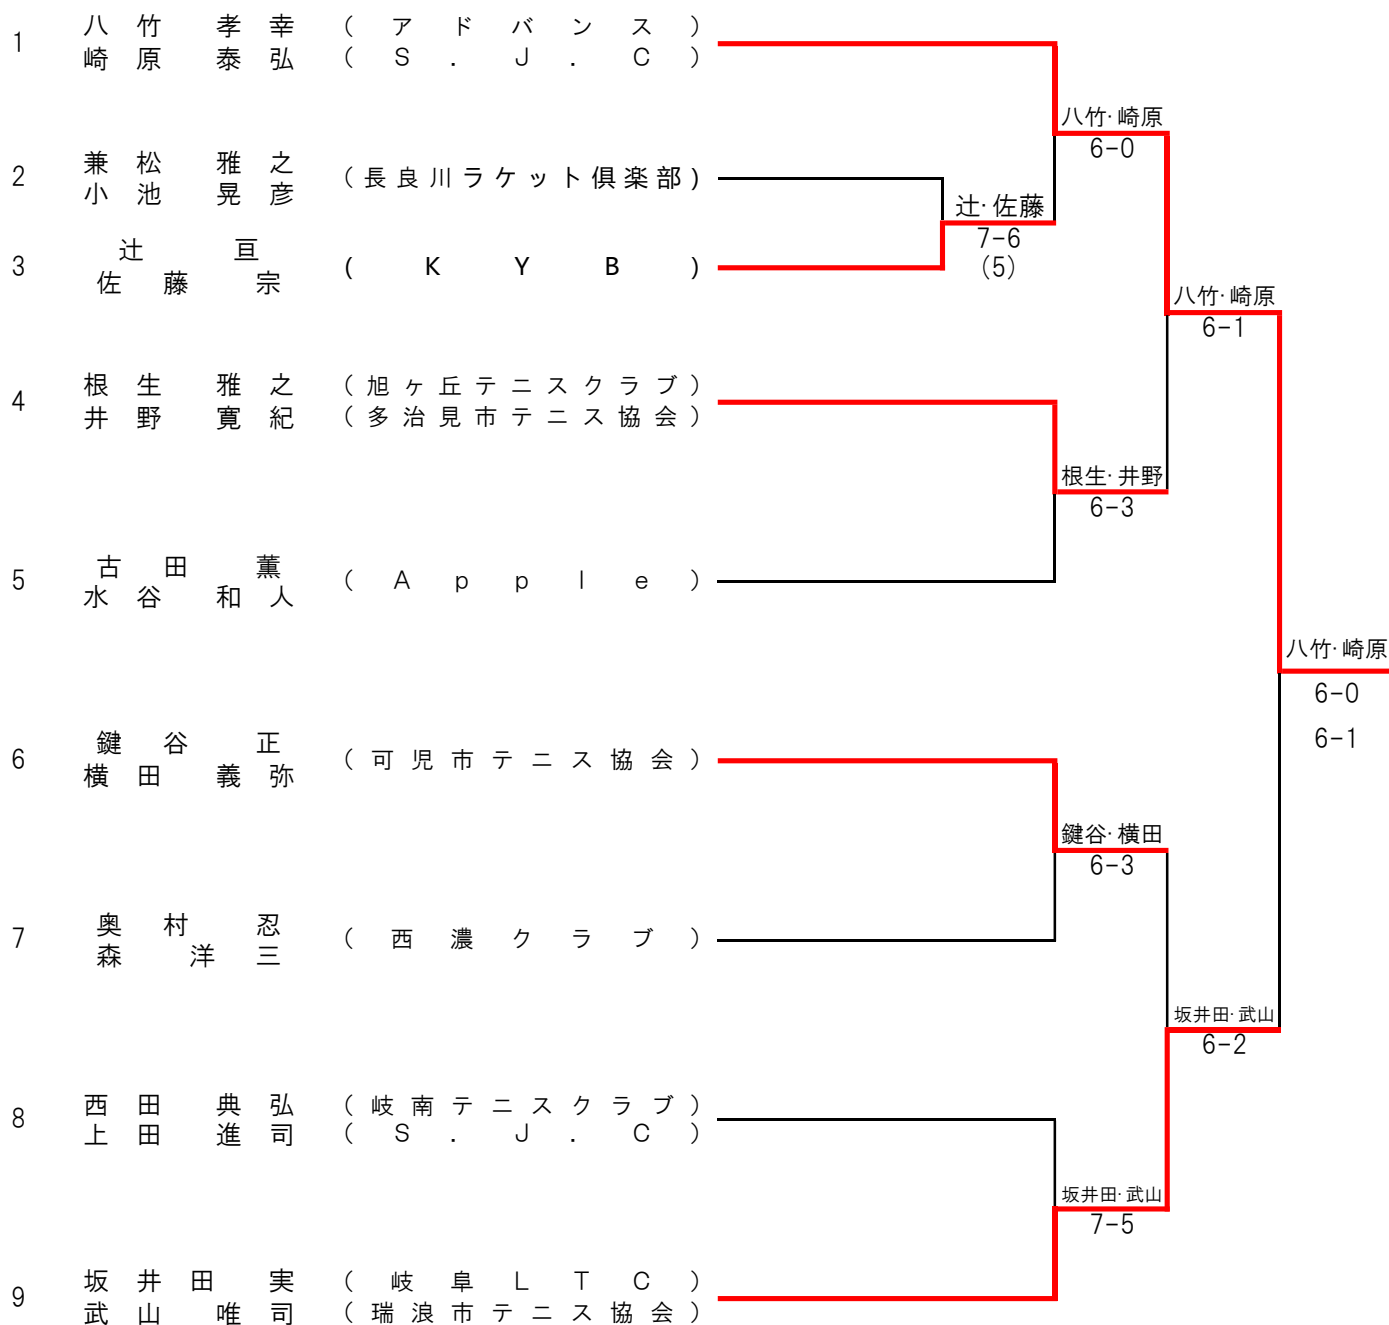 1 八竹 孝幸 (アドバンス)
崎原 泰弘 (S.J.C)
八竹・崎原
6-0
2 兼松 雅之 (長良川ラケット倶楽部)
小池 晃彦
辻・佐藤
7-6
(5)
3 辻 亘 (KYB)
佐藤 宗
八竹・崎原
6-1
4 根生 雅之 (旭ヶ丘テニスクラブ)
井野 寛紀 (多治見市テニス協会)
根生・井野
6-3
5 古田 薫 (Apple)
水谷 和人
八竹・崎原
6-0
6-1
6 鍵谷 正 (可児市テニス協会)
横田 義弥
鍵谷・横田
6-3
7 奥村 忍 (西濃クラブ)
森 洋三
坂井田・武山
6-2
8 西田 典弘 (岐南テニスクラブ)
上田 進司 (S.J.C)
坂井田・武山
7-5
9 坂井田 実 (岐阜LTC)
武山 唯司 (瑞浪市テニス協会)